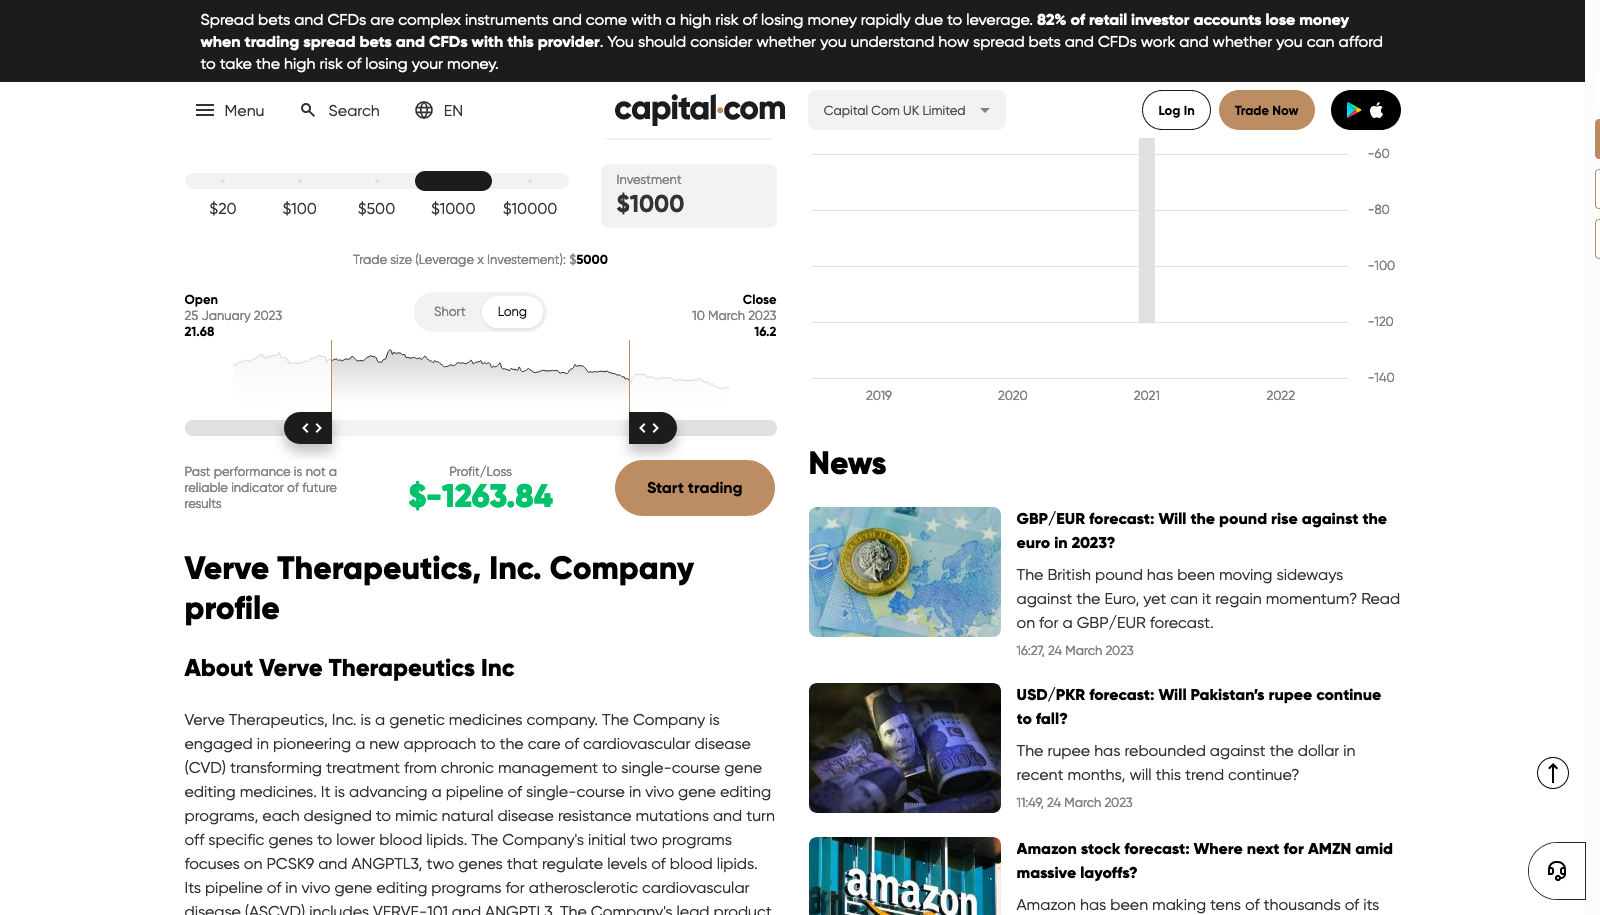 Spread bets and CFDs are complex instruments and come with a high risk of losing money rapidly due to leverage. 82% of retail investor accounts lose money
when trading spread bets and CFDs with this provider. You should consider whether you understand how spread bets and CFDs work and whether you can afford
to take the high risk of losing your money.
Menu
Search
EN
capital.com
Capital Com UK Limited
Log In
Trade Now
$20
$100
$500
$1000
$10000
Investment
$1000
Trade size (Leverage x Investement): $5000
Open
25 January 2023
21.68
Short
Long
Close
10 March 2023
16.2
Past performance is not a
reliable indicator of future
results
Profit/Loss
$-1263.84
Start trading
Verve Therapeutics, Inc. Company
profile
About Verve Therapeutics Inc
Verve Therapeutics, Inc. is a genetic medicines company. The Company is
engaged in pioneering a new approach to the care of cardiovascular disease
(CVD) transforming treatment from chronic management to single-course gene
editing medicines. It is advancing a pipeline of single-course in vivo gene editing
programs, each designed to mimic natural disease resistance mutations and turn
off specific genes to lower blood lipids. The Company's initial two programs
focuses on PCSK9 and ANGPTL3, two genes that regulate levels of blood lipids.
Its pipeline of in vivo gene editing programs for atherosclerotic cardiovascular
disease (ASCVD) includes VERVE-101 and ANGPTL3. The Company's lead product
-60
-80
-100
-120
-140
2019
2020
2021
2022
News
GBP/EUR forecast: Will the pound rise against the
euro in 2023?
The British pound has been moving sideways
against the Euro, yet can it regain momentum? Read
on for a GBP/EUR forecast.
16:27, 24 March 2023
USD/PKR forecast: Will Pakistan's rupee continue
to fall?
The rupee has rebounded against the dollar in
recent months, will this trend continue?
11:49, 24 March 2023
amazon
Amazon stock forecast: Where next for AMZN amid
massive layoffs?
Amazon has been making tens of thousands of its